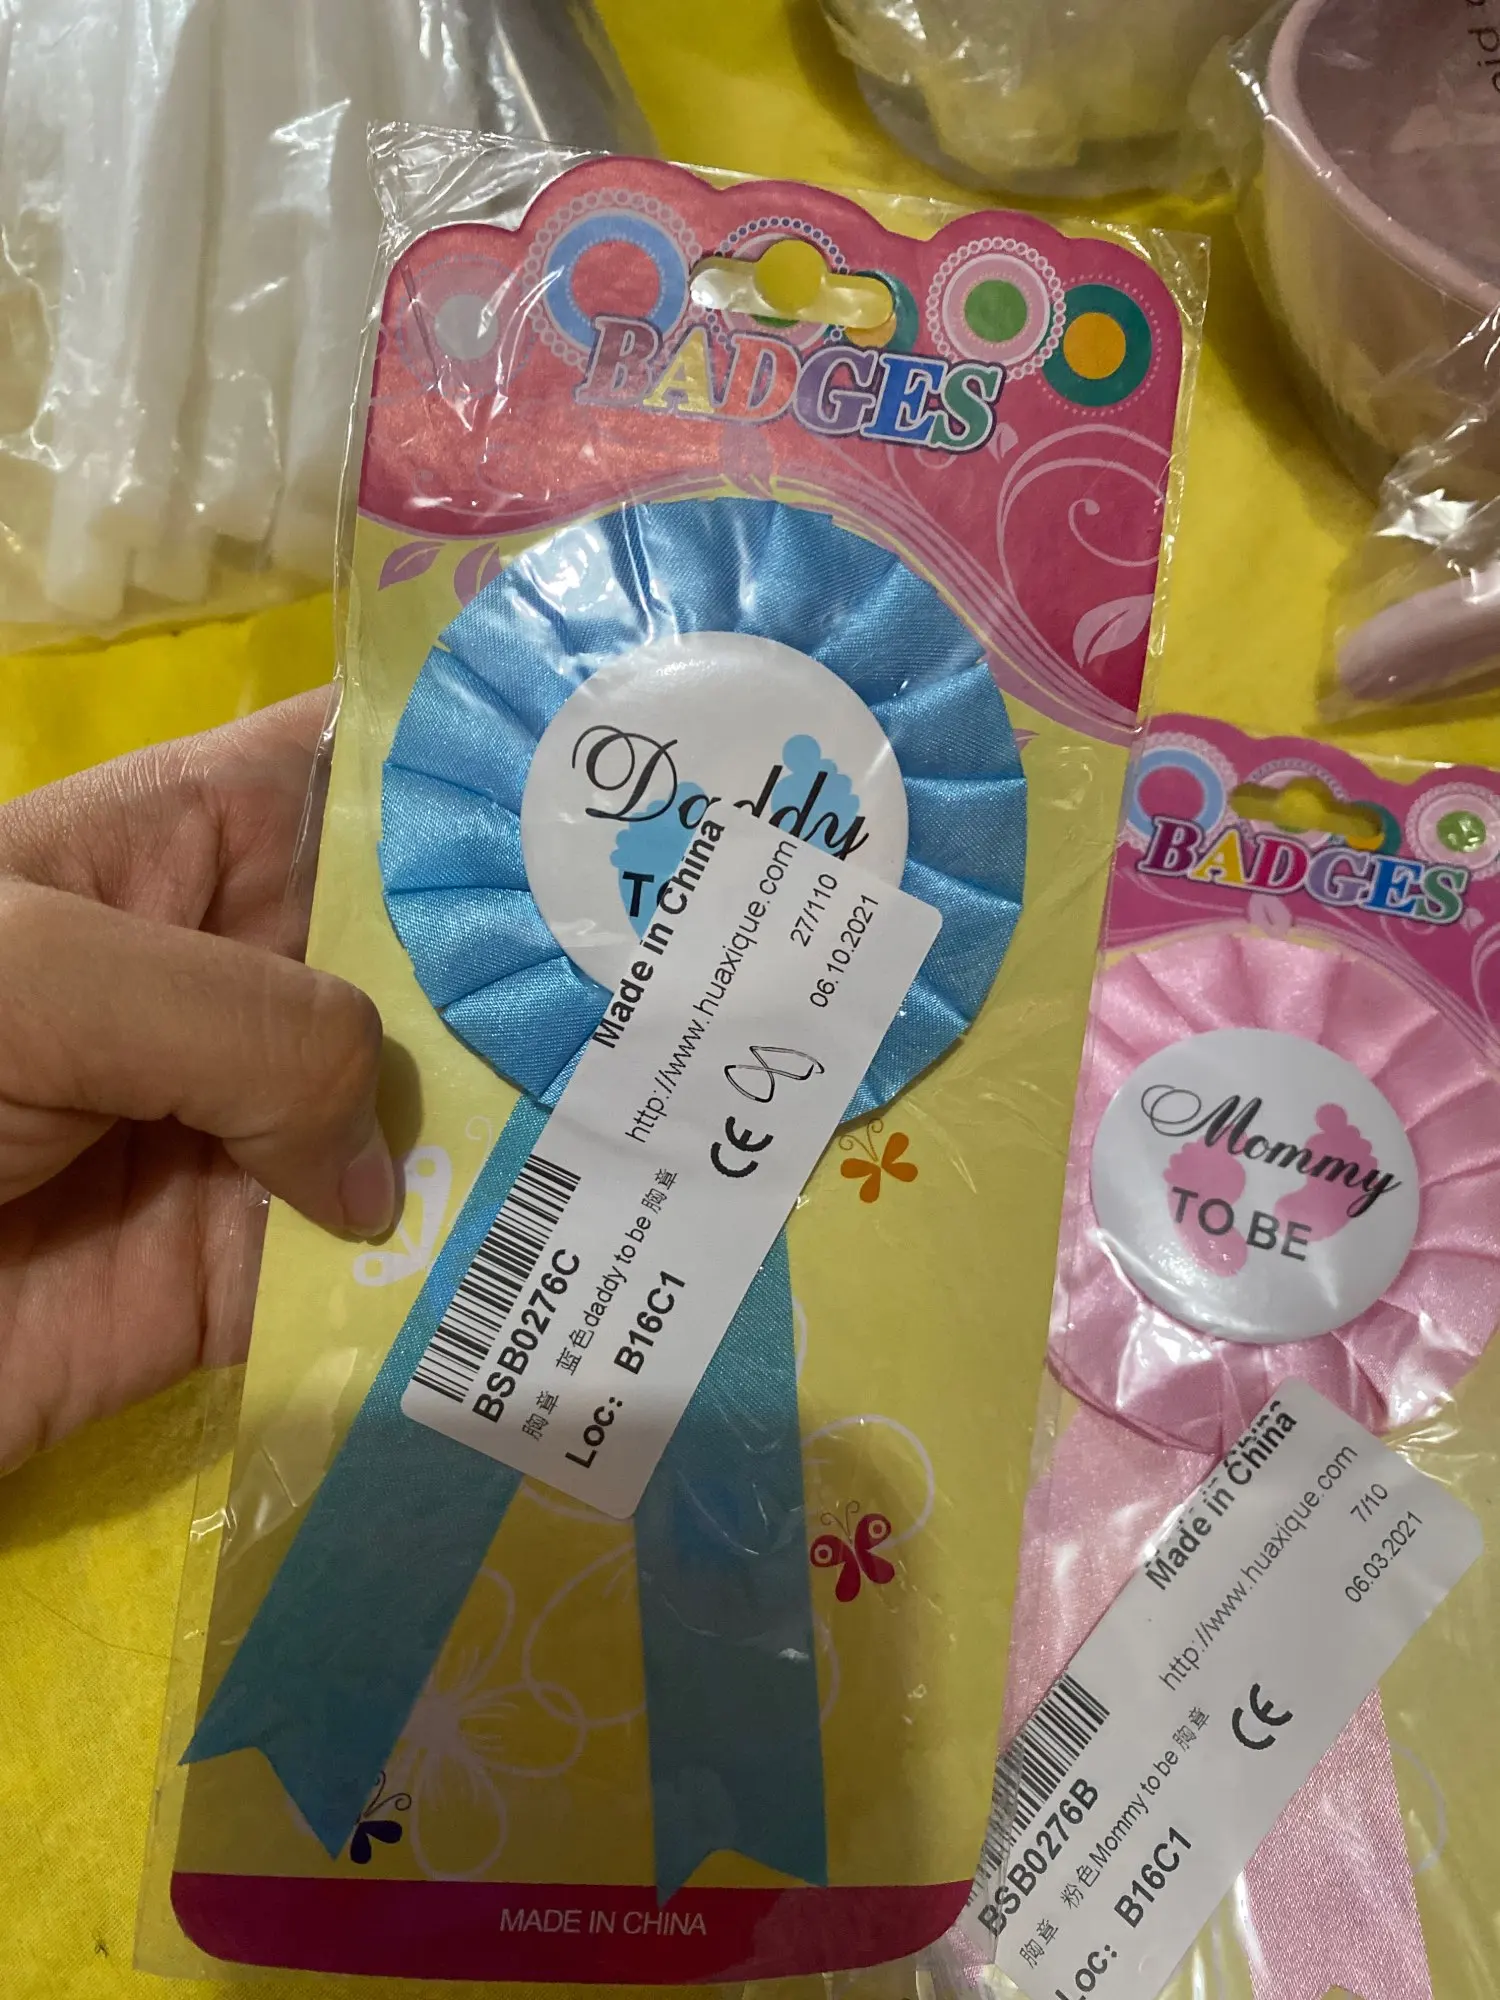 BADGES
Daddy
Made in China
http://www.huaxique.com
27/110
06.10.2021
CE
BSB0276C
胸章 蓝色daddy to be 胸章
Loc: B16C1
MADE IN CHINA
BADGES
Mommy
TO BE
Made in China
http://www.huaxique.com
7/10
06.03.2021
CE
BSB0276B
胸章 粉色Mommy to be 胸章
Loc: B16C1